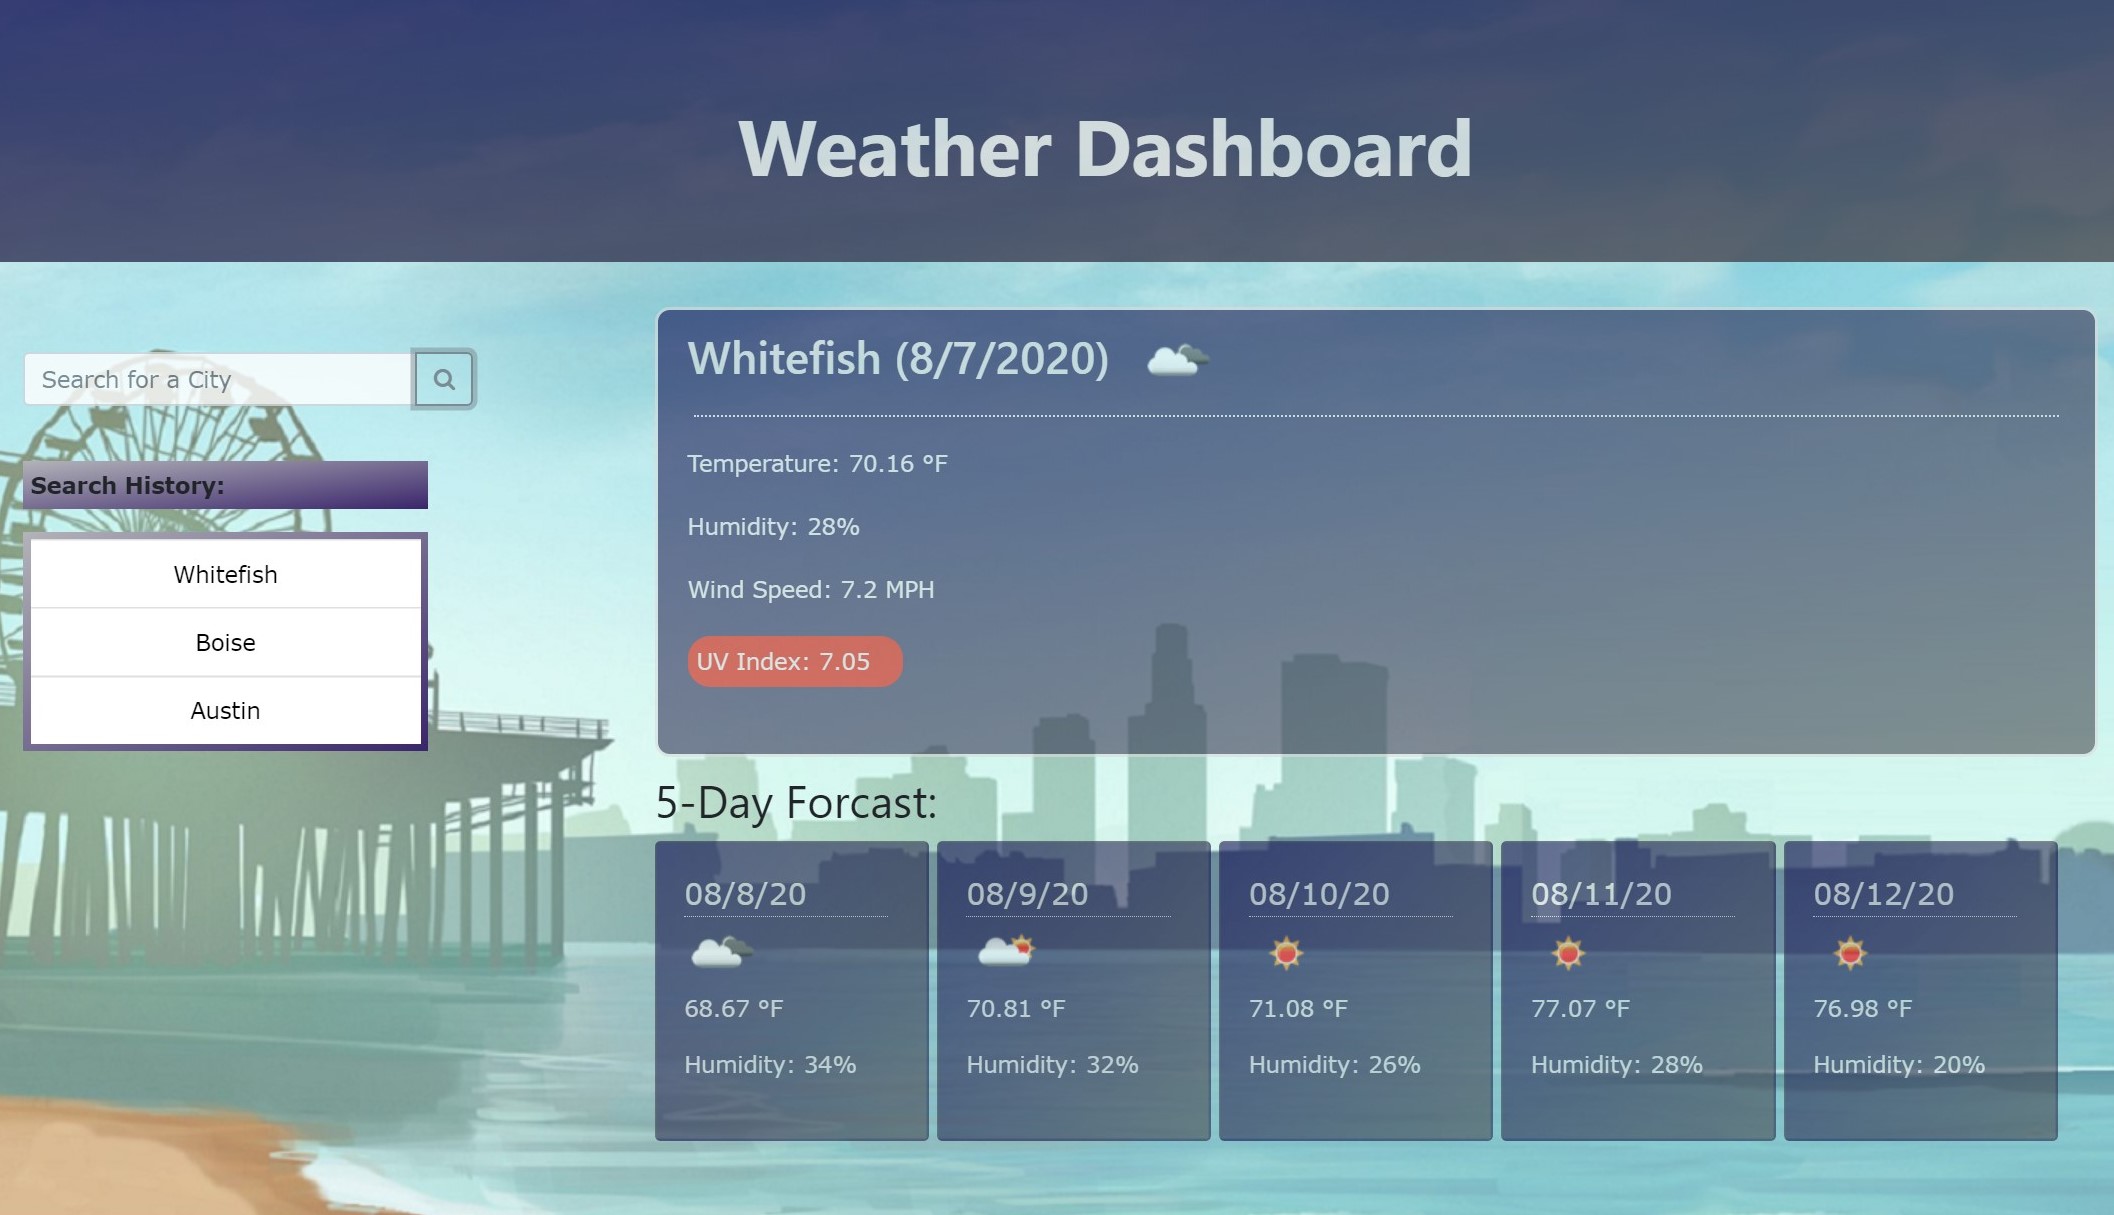 Weather Dashboard
Search for a City
Search History:
Whitefish
Boise
Austin
Whitefish (8/7/2020)
Temperature: 70.16 °F
Humidity: 28%
Wind Speed: 7.2 MPH
UV Index: 7.05
5-Day Forcast:
08/8/20
68.67 °F
Humidity: 34%
08/9/20
70.81 °F
Humidity: 32%
08/10/20
71.08 °F
Humidity: 26%
08/11/20
77.07 °F
Humidity: 28%
08/12/20
76.98 °F
Humidity: 20%